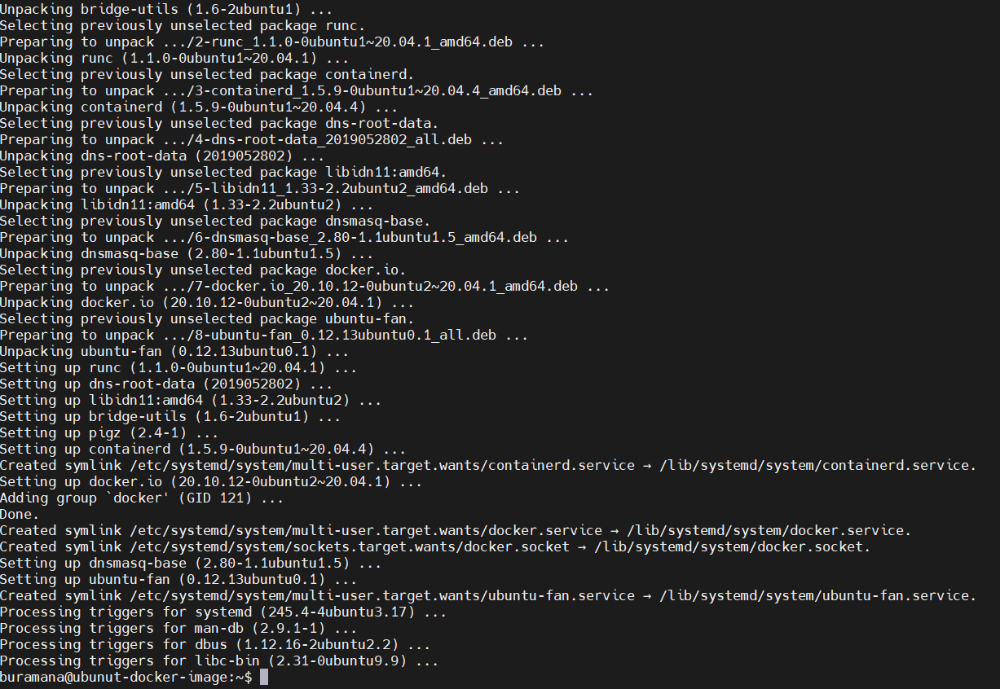 Unpacking bridge-utils (1.6-2ubuntu1) ...
Selecting previously unselected package runc.
Preparing to unpack .../2-runc_1.1.0-0ubuntu1~20.04.1_amd64.deb ...
Unpacking runc (1.1.0-0ubuntu1~20.04.1) ...
Selecting previously unselected package containerd.
Preparing to unpack .../3-containerd_1.5.9-0ubuntu1~20.04.4_amd64.deb ...
Unpacking containerd (1.5.9-0ubuntu1~20.04.4) ...
Selecting previously unselected package dns-root-data.
Preparing to unpack .../4-dns-root-data_2019052802_all.deb ...
Unpacking dns-root-data (2019052802) ...
Selecting previously unselected package libidn11:amd64.
Preparing to unpack .../5-libidn11_1.33-2.2ubuntu2_amd64.deb ...
Unpacking libidn11:amd64 (1.33-2.2ubuntu2) ...
Selecting previously unselected package dnsmasq-base.
Preparing to unpack .../6-dnsmasq-base_2.80-1.1ubuntu1.5_amd64.deb ...
Unpacking dnsmasq-base (2.80-1.1ubuntu1.5) ...
Selecting previously unselected package docker.io.
Preparing to unpack .../7-docker.io_20.10.12-0ubuntu2~20.04.1_amd64.deb ...
Unpacking docker.io (20.10.12-0ubuntu2~20.04.1) ...
Selecting previously unselected package ubuntu-fan.
Preparing to unpack .../8-ubuntu-fan_0.12.13ubuntu0.1_all.deb ...
Unpacking ubuntu-fan (0.12.13ubuntu0.1) ...
Setting up runc (1.1.0-0ubuntu1~20.04.1) ...
Setting up dns-root-data (2019052802) ...
Setting up libidn11:amd64 (1.33-2.2ubuntu2) ...
Setting up bridge-utils (1.6-2ubuntu1) ...
Setting up pigz (2.4-1) ...
Setting up containerd (1.5.9-0ubuntu1~20.04.4) ...
Created symlink /etc/systemd/system/multi-user.target.wants/containerd.service → /lib/systemd/system/containerd.service.
Setting up docker.io (20.10.12-0ubuntu2~20.04.1) ...
Adding group `docker' (GID 121) ...
Done.
Created symlink /etc/systemd/system/multi-user.target.wants/docker.service → /lib/systemd/system/docker.service.
Created symlink /etc/systemd/system/sockets.target.wants/docker.socket → /lib/systemd/system/docker.socket.
Setting up dnsmasq-base (2.80-1.1ubuntu1.5) ...
Setting up ubuntu-fan (0.12.13ubuntu0.1) ...
Created symlink /etc/systemd/system/multi-user.target.wants/ubuntu-fan.service → /lib/systemd/system/ubuntu-fan.service.
Processing triggers for systemd (245.4-4ubuntu3.17) ...
Processing triggers for man-db (2.9.1-1) ...
Processing triggers for dbus (1.12.16-2ubuntu2.2) ...
Processing triggers for libc-bin (2.31-0ubuntu9.9) ...
buramana@ubunut-docker-image:~$